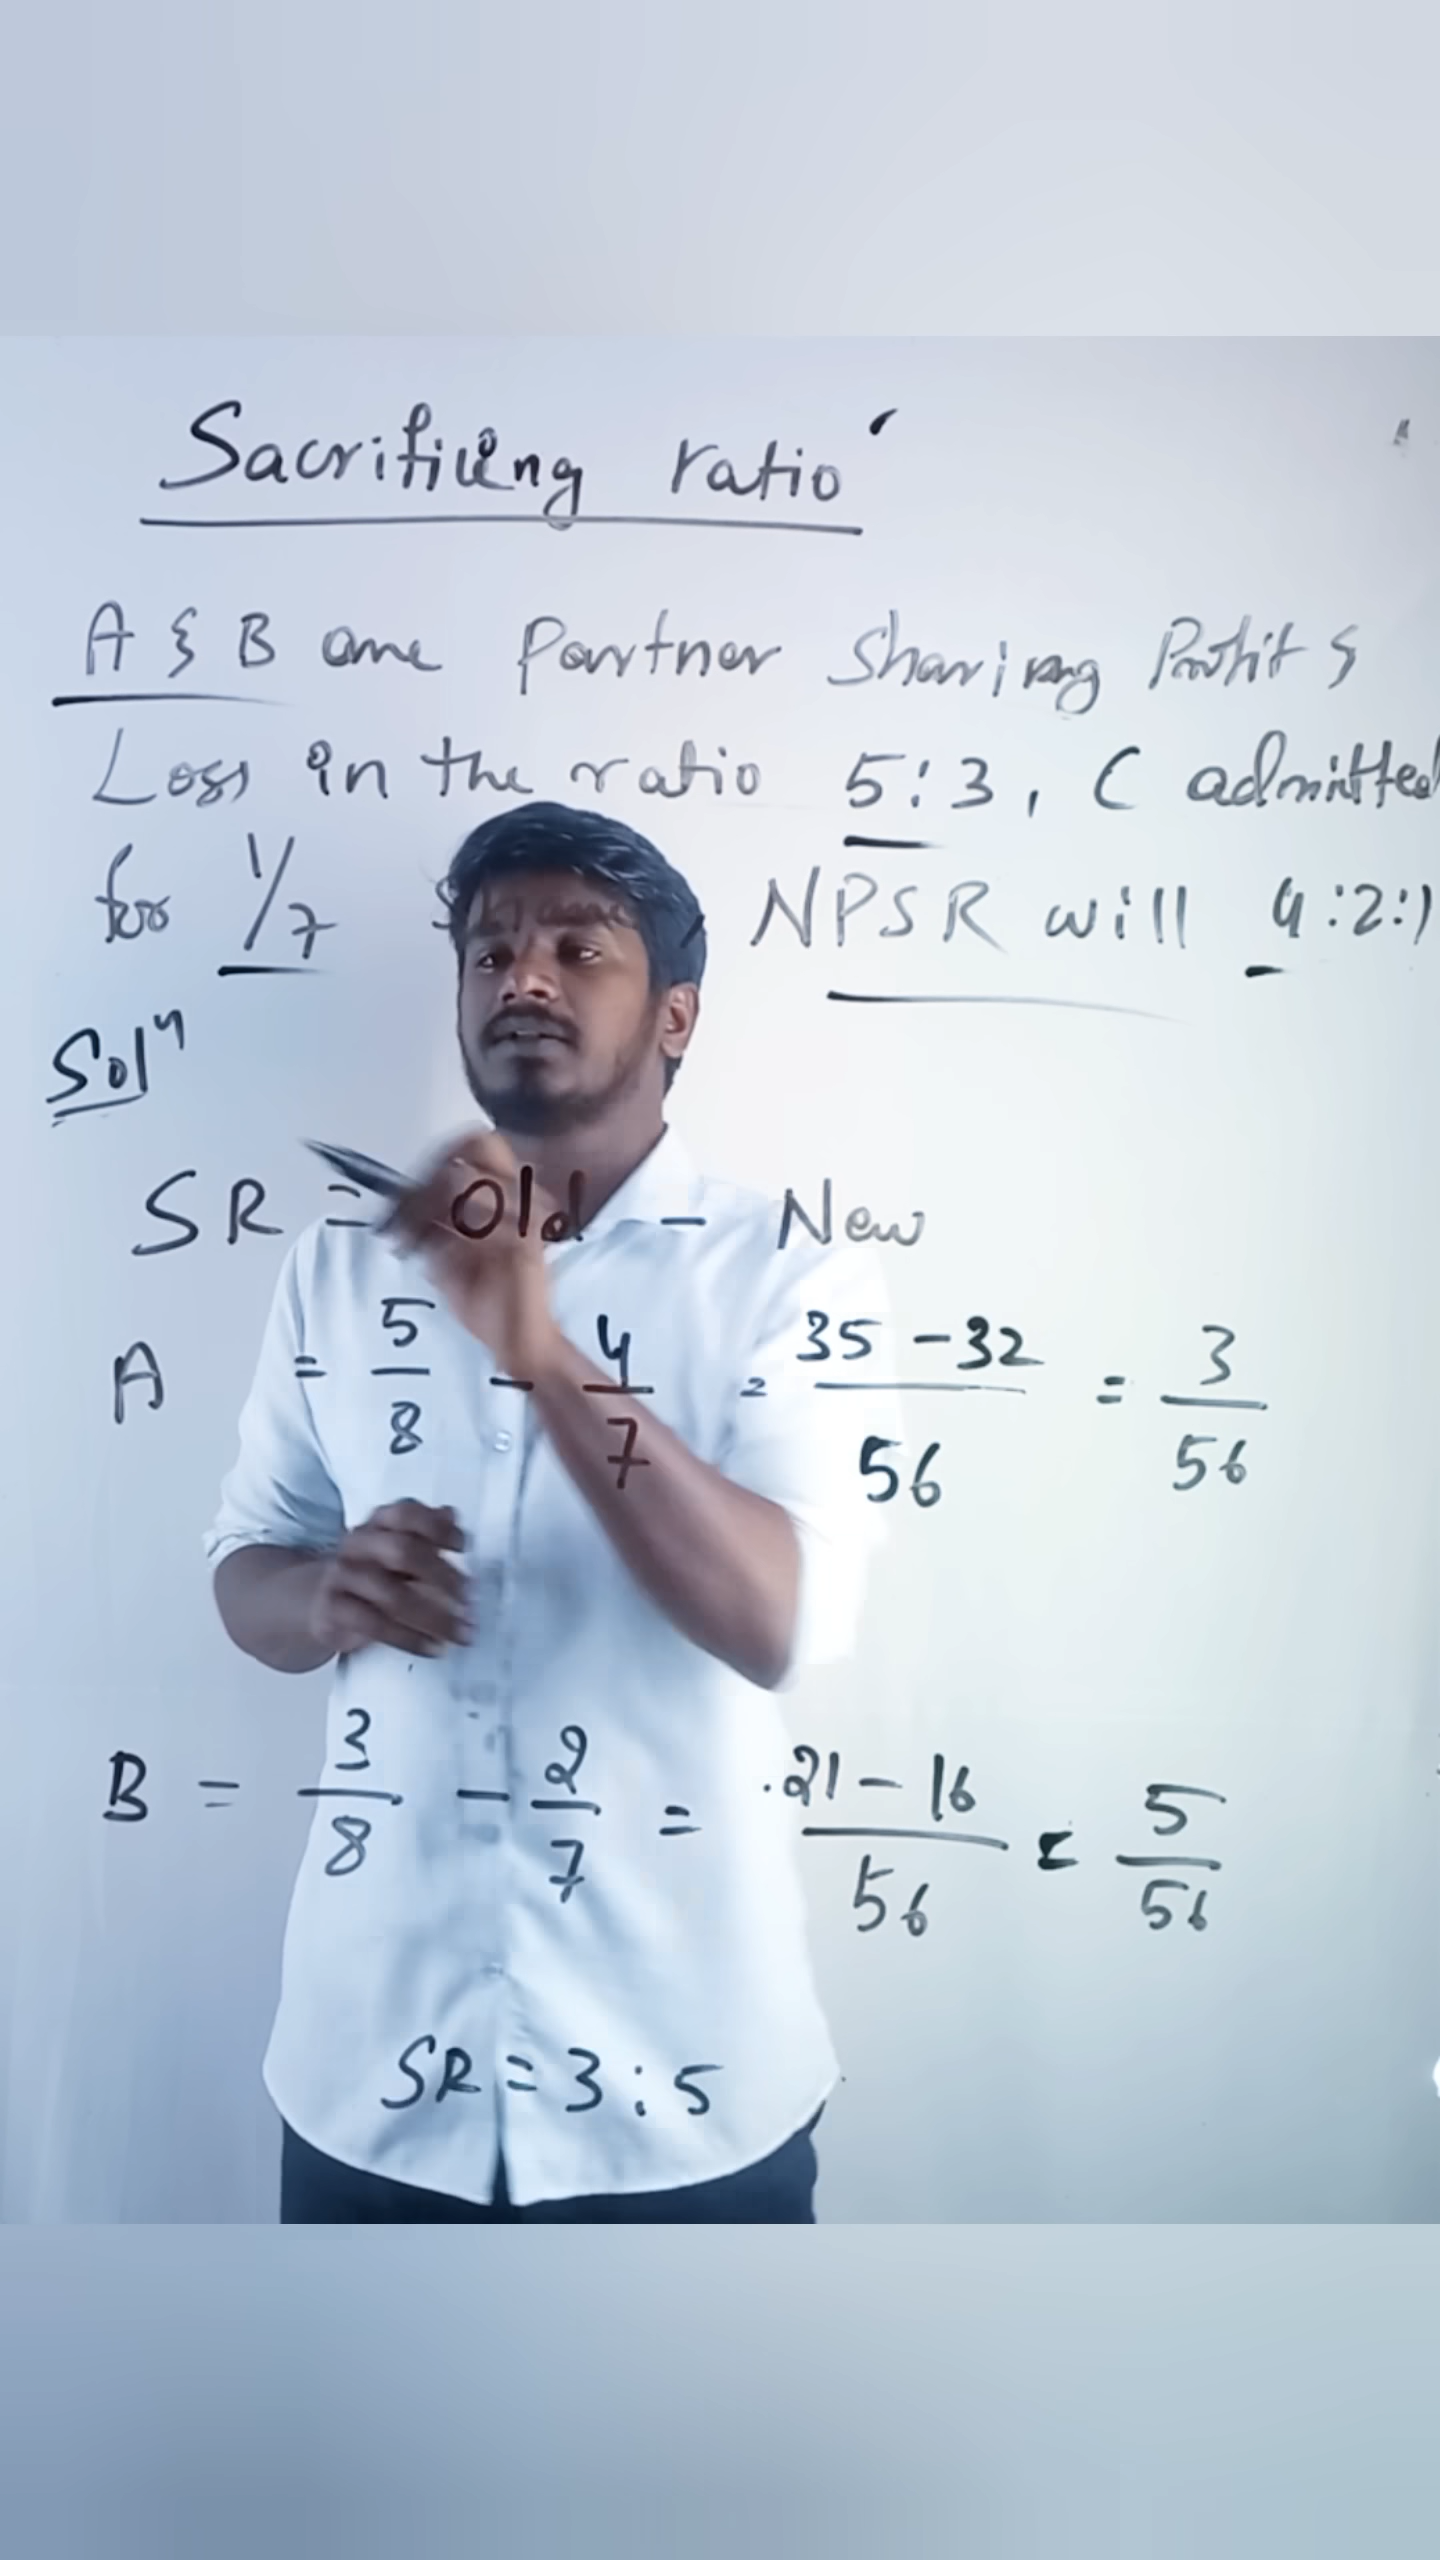 Sacrificing ratio
A & B are Partner Sharing Profit &
Loss in the ratio 5:3, C admitted
for 1/7 , NPSR will 4:2:1
Solⁿ
SR = Old - New
A = 5/8 - 4/7 = 35 - 32/56 = 3/56
B = 3/8 - 2/7 = 21 - 16/56 = 5/56
SR = 3:5